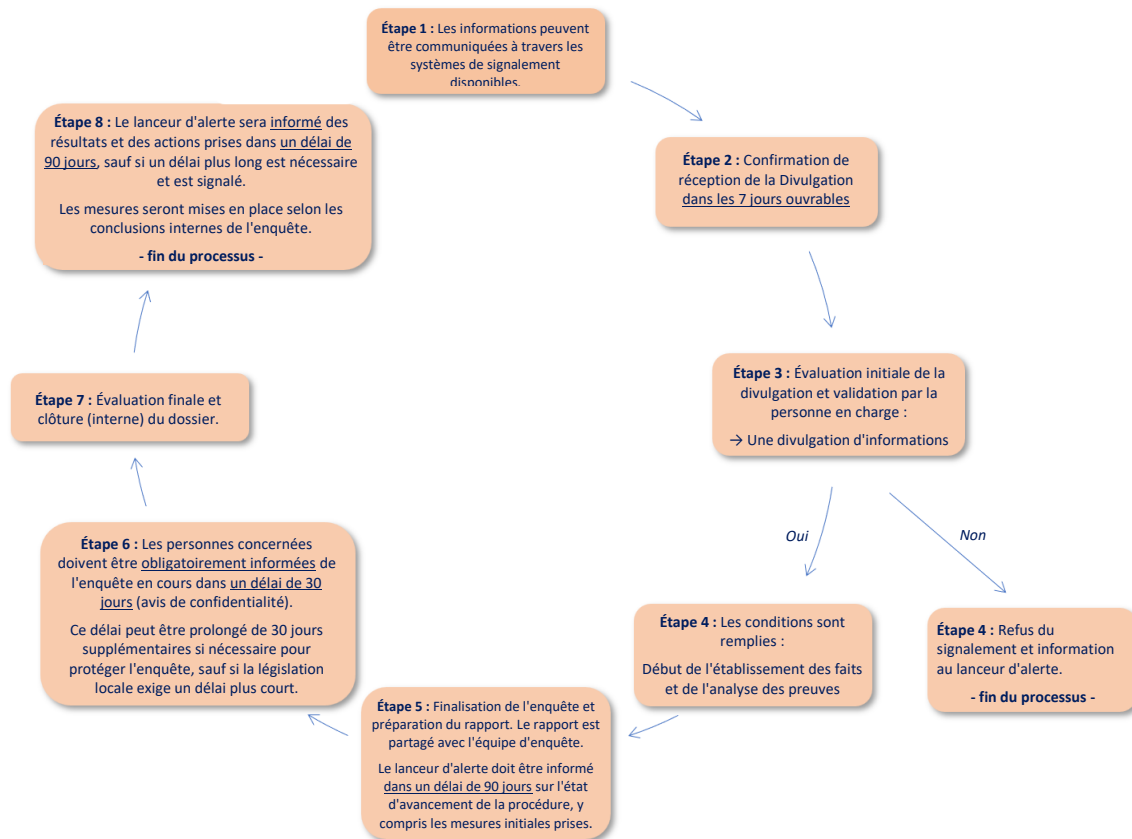 Étape 1 : Les informations peuvent
être communiquées à travers les
systèmes de signalement
disponibles.
Étape 2 : Confirmation de
réception de la Divulgation
dans les 7 jours ouvrables
Étape 3 : Évaluation initiale de la
divulgation et validation par la
personne en charge :
→ Une divulgation d'informations
Oui
Non
Étape 4 : Les conditions sont
remplies :
Début de l'établissement des faits
et de l'analyse des preuves
Étape 4 : Refus du
signalement et information
au lanceur d'alerte.
- fin du processus -
Étape 5 : Finalisation de l'enquête et
préparation du rapport. Le rapport est
partagé avec l'équipe d'enquête.
Le lanceur d'alerte doit être informé
dans un délai de 90 jours sur l'état
d'avancement de la procédure, y
compris les mesures initiales prises.
Étape 6 : Les personnes concernées
doivent être obligatoirement informées de
l'enquête en cours dans un délai de 30
jours (avis de confidentialité).
Ce délai peut être prolongé de 30 jours
supplémentaires si nécessaire pour
protéger l'enquête, sauf si la législation
locale exige un délai plus court.
Étape 7 : Évaluation finale et
clôture (interne) du dossier.
Étape 8 : Le lanceur d'alerte sera informé des
résultats et des actions prises dans un délai de
90 jours, sauf si un délai plus long est nécessaire
et est signalé.
Les mesures seront mises en place selon les
conclusions internes de l'enquête.
- fin du processus -